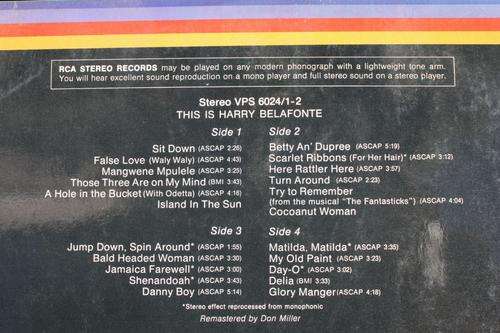 RCA STEREO RECORDS may be played on any modern phonograph with a lightweight tone arm.
You will hear excellent sound reproduction on a mono player and full stereo sound on a stereo player.
Stereo VPS 6024/1-2
THIS IS HARRY BELAFONTE
Side 1
Sit Down (ASCAP 2:26)
False Love (Waly Waly) (ASCAP 4:43)
Mangwene Mpulele (ASCAP 3:25)
Those Three Are on My Mind (BMI 3:43)
A Hole in the Bucket (With Odetta) (ASCAP 4:16)
Island In The Sun
Side 2
Betty An' Dupree (ASCAP 5:19)
Scarlet Ribbons (For Her Hair)* (ASCAP 3:12)
Here Rattler Here (ASCAP 3:57)
Turn Around (ASCAP 2:23)
Try to Remember
(from the musical "The Fantasticks") (ASCAP 4:04)
Cocoanut Woman
Side 3
Jump Down, Spin Around* (ASCAP 1:55)
Bald Headed Woman (ASCAP 3:30)
Jamaica Farewell* (ASCAP 3:00)
Shenandoah* (ASCAP 3:43)
Danny Boy (ASCAP 5:14)
Side 4
Matilda, Matilda* (ASCAP 3:35)
My Old Paint (ASCAP 3:23)
Day-O* (ASCAP 3:02)
Delia (BMI 3:33)
Glory Manger (ASCAP 4:18)
*Stereo effect reprocessed from monophonic
Remastered by Don Miller